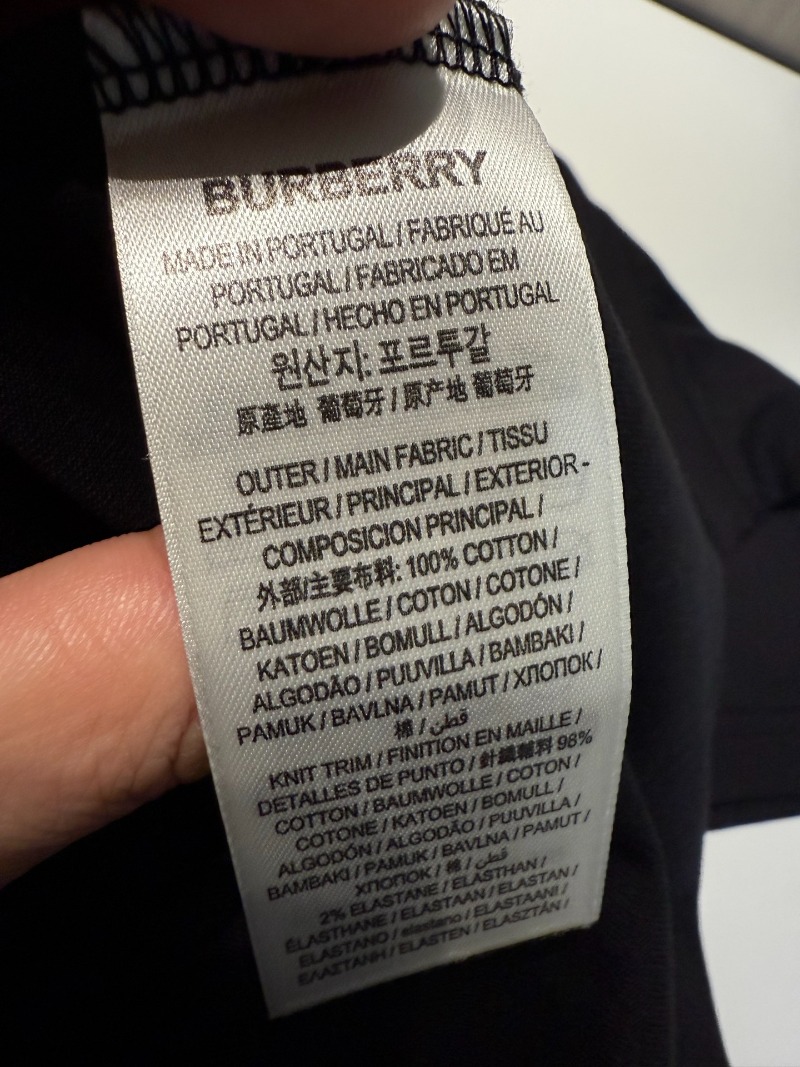 BURBERRY
MADE IN PORTUGAL / FABRIQUÉ AU
PORTUGAL / FABRICADO EM
PORTUGAL / HECHO EN PORTUGAL
원산지: 포르투갈
原產地 葡萄牙 / 原产地 葡萄牙
OUTER / MAIN FABRIC / TISSU
EXTÉRIEUR / PRINCIPAL / EXTERIOR -
COMPOSICION PRINCIPAL /
外部/主要布料: 100% COTTON /
BAUMWOLLE / COTON / COTONE /
KATOEN / BOMULL / ALGODÓN /
ALGODÃO / PUUVILLA / BAMBAKI /
PAMUK / BAVLNA / PAMUT / ХЛОПОК /
棉 / قطن
KNIT TRIM / FINITION EN MAILLE /
DETALLES DE PUNTO / 針織輔料 98%
COTTON / BAUMWOLLE / COTON /
COTONE / KATOEN / BOMULL /
ALGODÓN / ALGODÃO / PUUVILLA /
BAMBAKI / PAMUK / BAVLNA / PAMUT /
ХЛОПОК / 棉 / قطن /
2% ELASTANE / ELASTHAN /
ÉLASTHANE / ELASTAAN / ELASTAN /
ELASTANO / elastano / ELASTAANI /
ΕΛΑΣΤΑΝΗ / ELASTEN / ELASZTÁN /